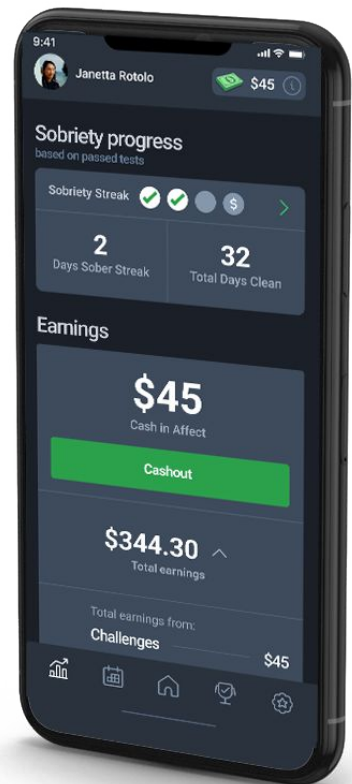 9:41
Janetta Rotolo
$45
Sobriety progress
based on passed tests
Sobriety Streak
$
2
Days Sober Streak
32
Total Days Clean
Earnings
$45
Cash in Affect
Cashout
$344.30
Total earnings
Total earnings from:
Challenges
$45